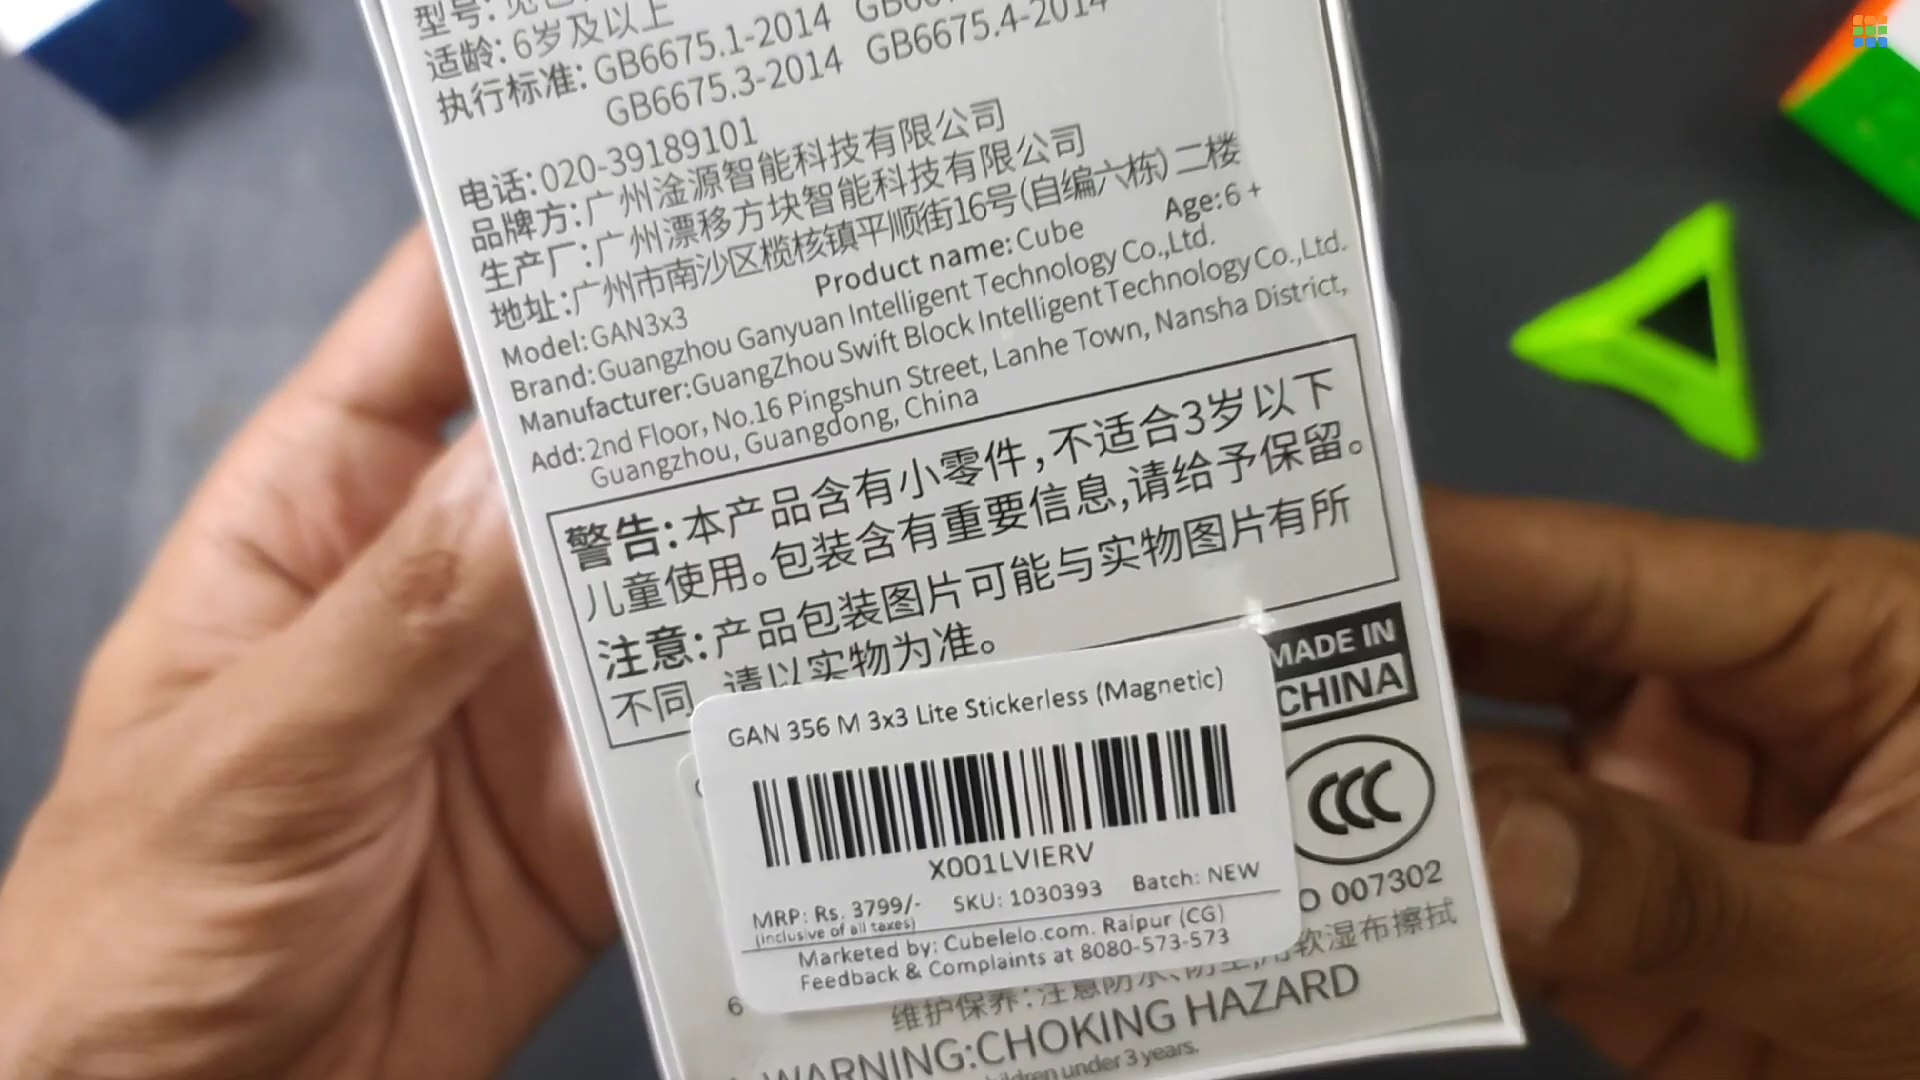 型号:
适龄: 6岁及以上
执行标准: GB6675.1-2014
GB6675.3-2014 GB6675.4-2014
电话:020-39189101
品牌方:广州淦源智能科技有限公司
生产厂:广州漂移方块智能科技有限公司
地址:广州市南沙区榄核镇平顺街16号(自编六栋)二楼
Model:GAN3x3 Product name:Cube Age:6 +
Brand:Guangzhou Ganyuan Intelligent Technology Co.,Ltd.
Manufacturer:GuangZhou Swift Block Intelligent Technology Co.,Ltd.
Add:2nd Floor, No.16 Pingshun Street, Lanhe Town, Nansha District,
Guangzhou, Guangdong, China
警告:本产品含有小零件,不适合3岁以下
儿童使用。包装含有重要信息,请给予保留。
注意:产品包装图片可能与实物图片有所
不同 请以实物为准。
MADE IN
CHINA
GAN 356 M 3x3 Lite Stickerless (Magnetic)
X001LVIERV
MRP: Rs. 3799/- SKU: 1030393 Batch: NEW
(inclusive of all taxes)
Marketed by: Cubelelo.com. Raipur (CG)
Feedback & Complaints at 8080-573-573
CCC
007302
软湿布擦拭
维护保养:注意防水、
6
WARNING:CHOKING HAZARD
under 3 years.